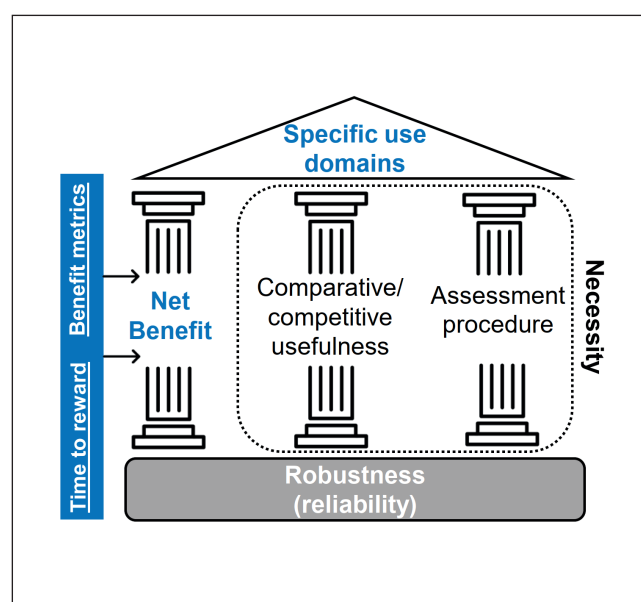 Specific use
domains
Benefit metrics
Time to reward
Net
Benefit
Comparative/
competitive
usefulness
Assessment
procedure
Necessity
Robustness
(reliability)